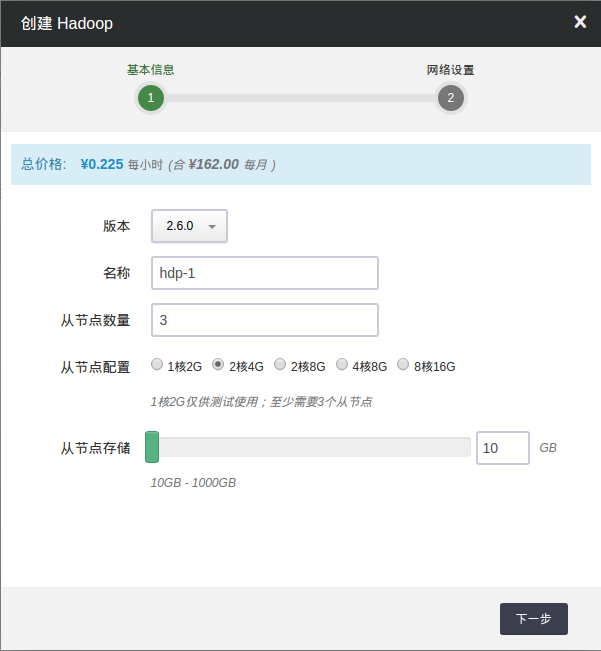 创建 Hadoop ×
基本信息 网络设置
1 2
总价格: ¥0.225 每小时 (合 ¥162.00 每月 )
版本 2.6.0
名称 hdp-1
从节点数量 3
从节点配置 1核2G 2核4G 2核8G 4核8G 8核16G
1核2G仅供测试使用；至少需要3个从节点
从节点存储 10 GB
10GB - 1000GB
下一步